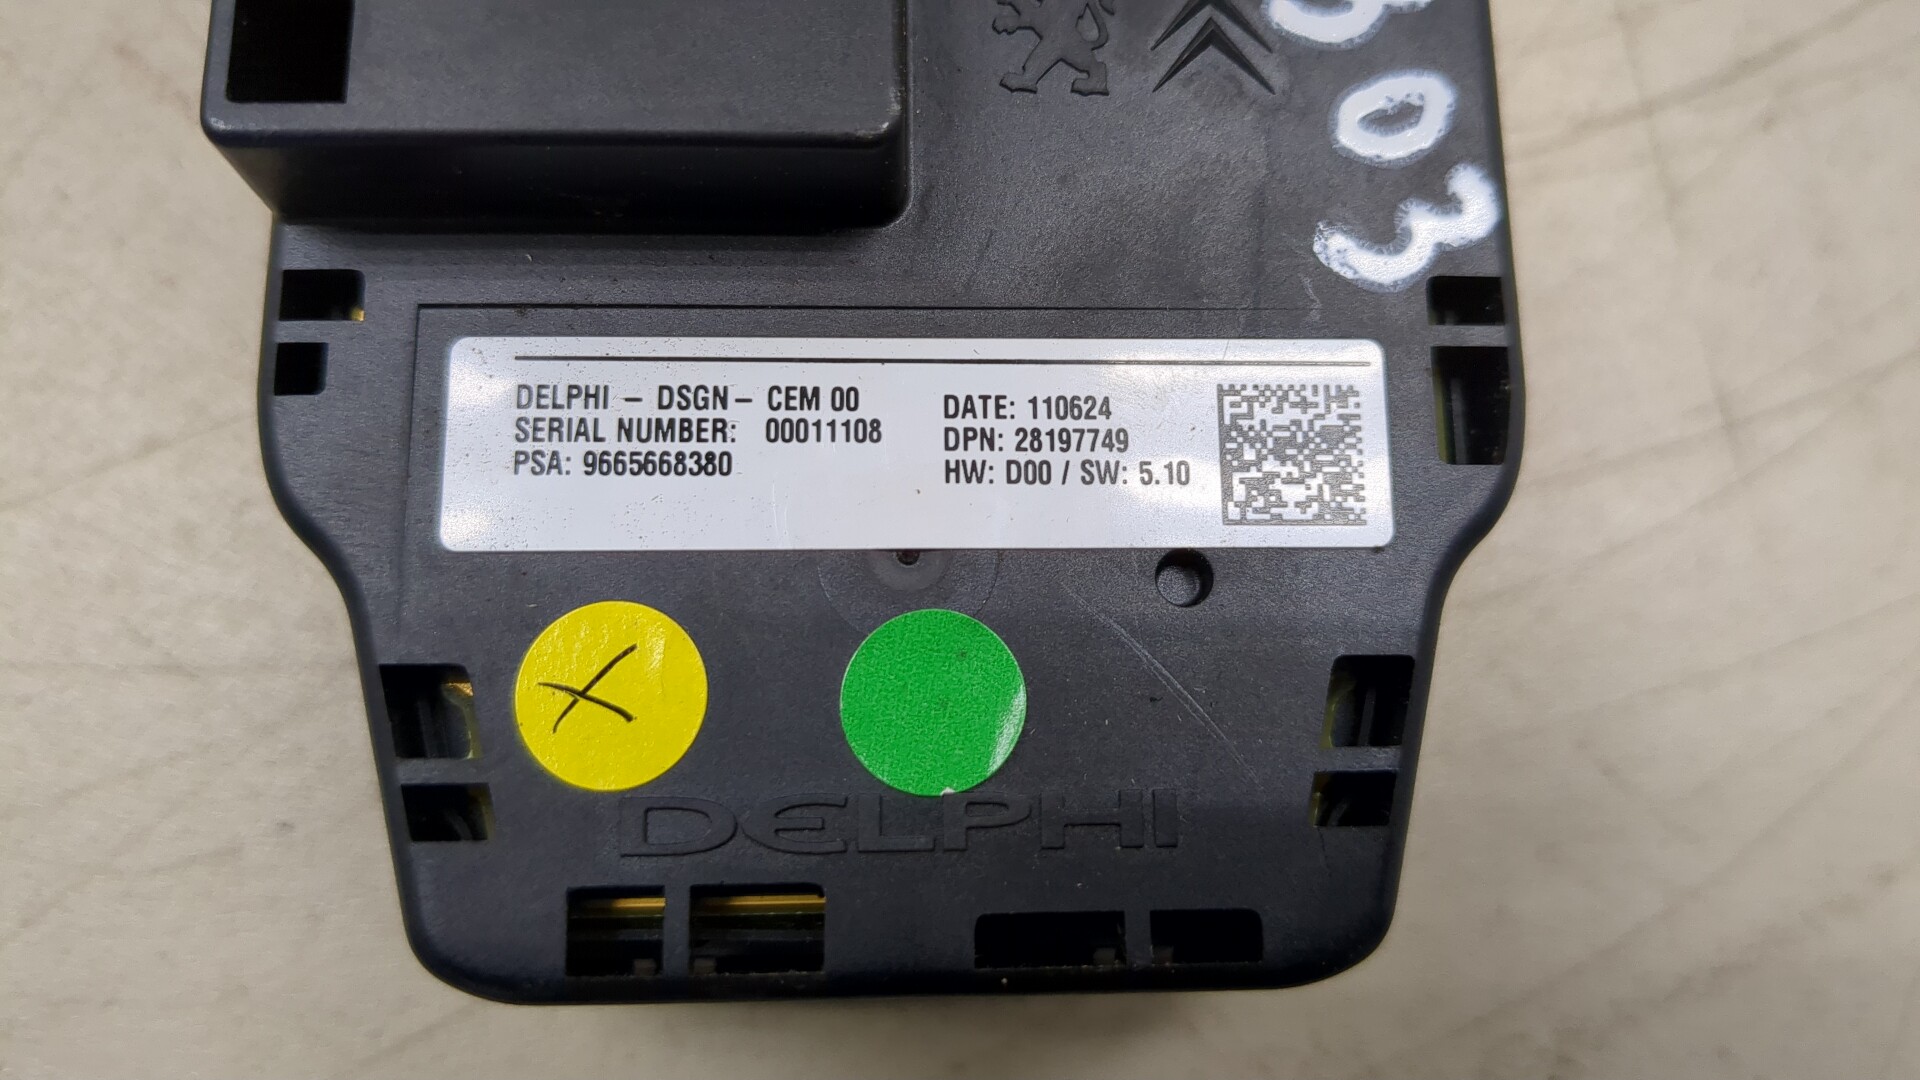 03
DELPHI – DSGN – CEM 00
SERIAL NUMBER: 00011108
PSA: 9665668380
DATE: 110624
DPN: 28197749
HW: D00 / SW: 5.10
DELPHI